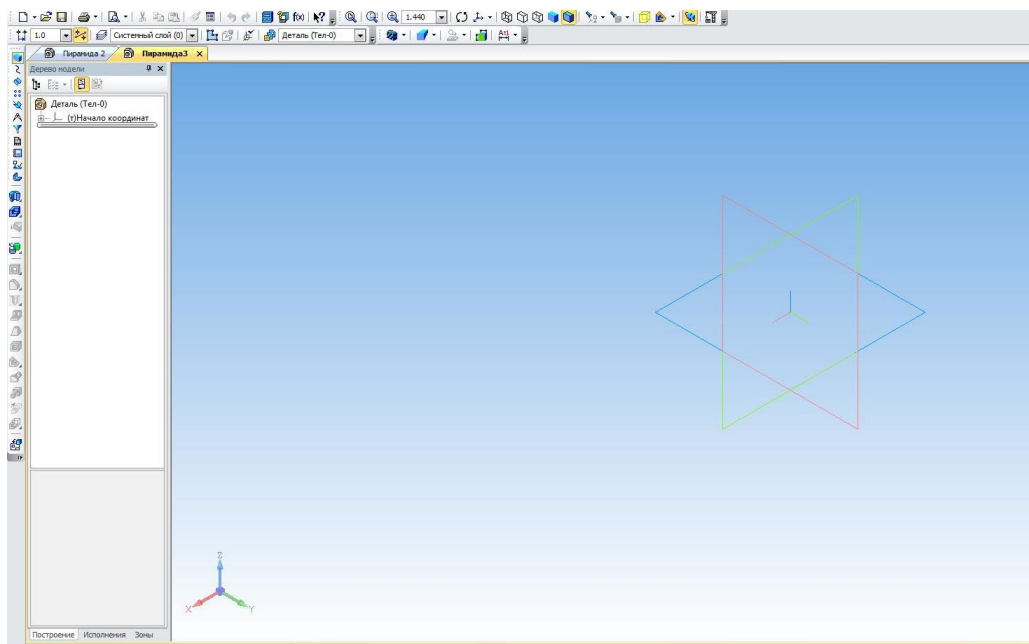 1.440
1.0 Системный слой (0) Деталь (Тел-0)
Пирамида 2 Пирамида3 x
Дерево модели
Деталь (Тел-0)
(т)Начало координат
Z
X Y
Построение Исполнения Зоны